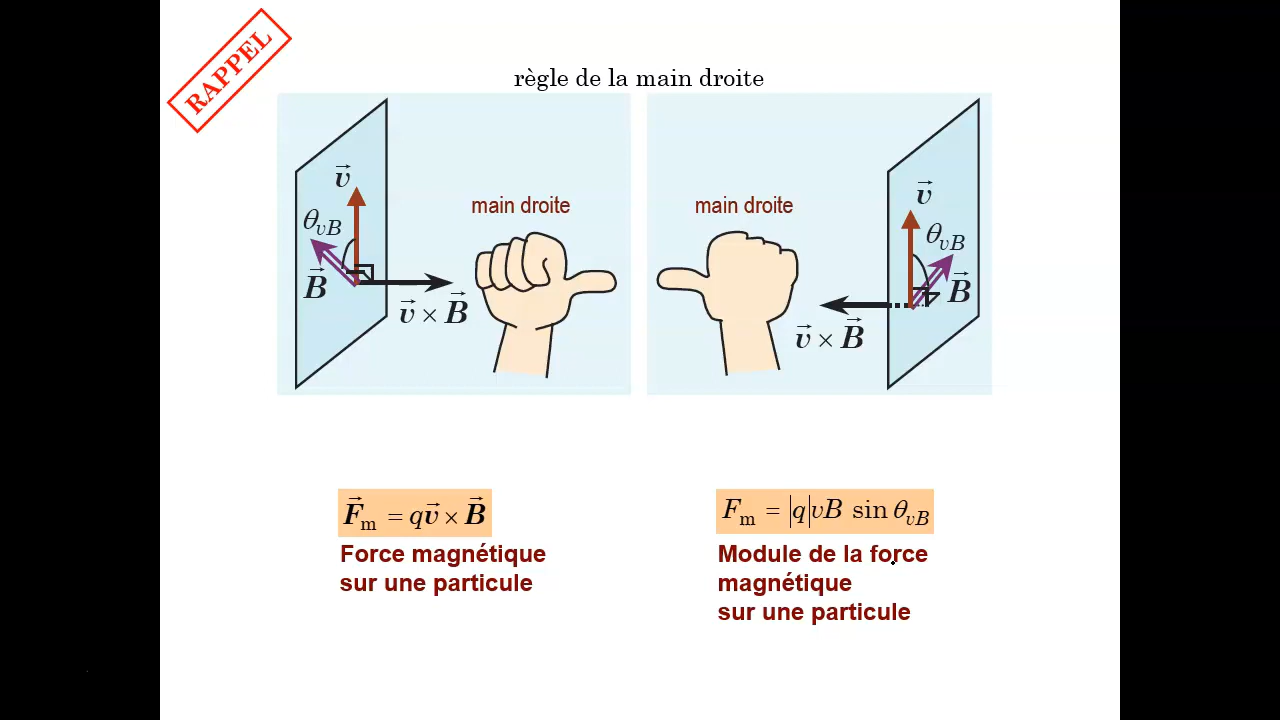 RAPPEL
règle de la main droite
v⃗
θvB
B⃗
v⃗ × B⃗
main droite
main droite
v⃗
θvB
B⃗
v⃗ × B⃗
F⃗m = qv⃗ × B⃗
Force magnétique
sur une particule
Fm = |q|vB sin θvB
Module de la force
magnétique
sur une particule